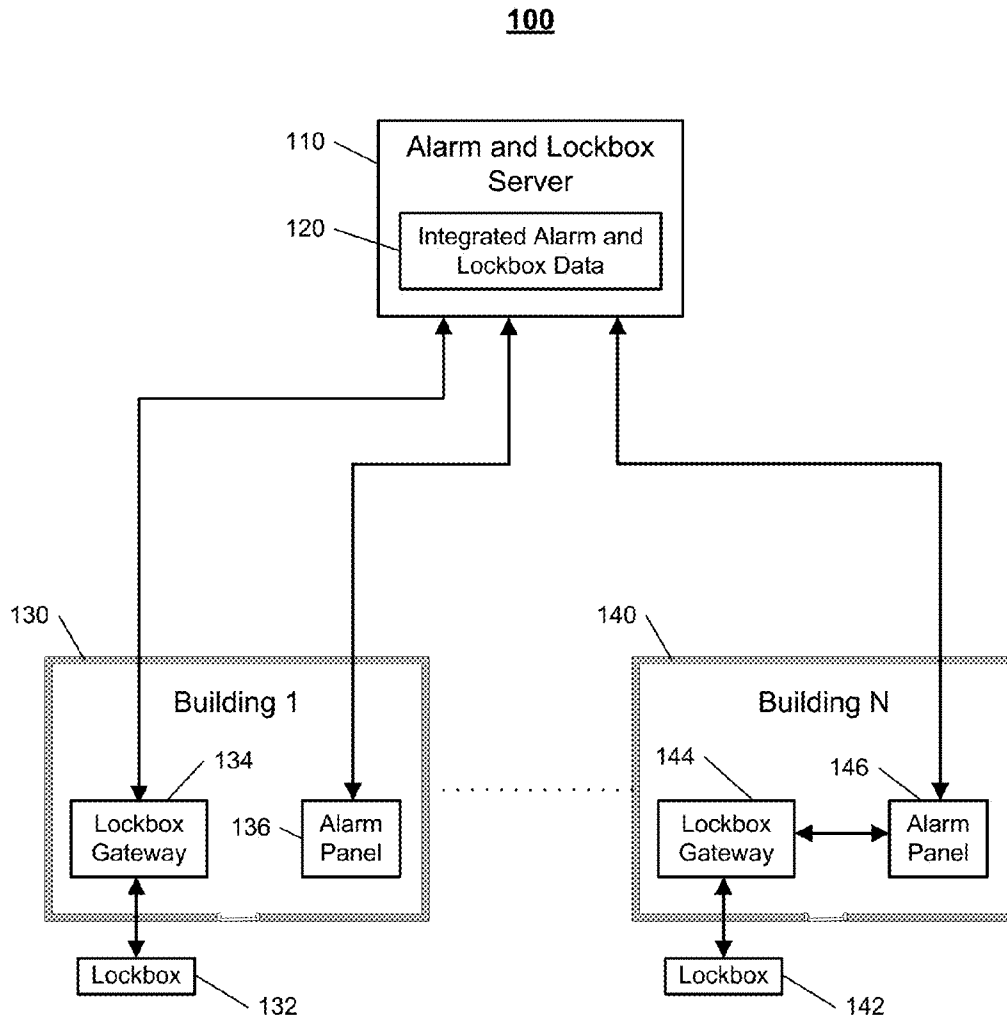 100
110
Alarm and Lockbox
Server
120
Integrated Alarm and
Lockbox Data
130
140
Building 1
Building N
134
144
146
Lockbox
Gateway
136
Alarm
Panel
Lockbox
Gateway
Alarm
Panel
Lockbox
132
Lockbox
142